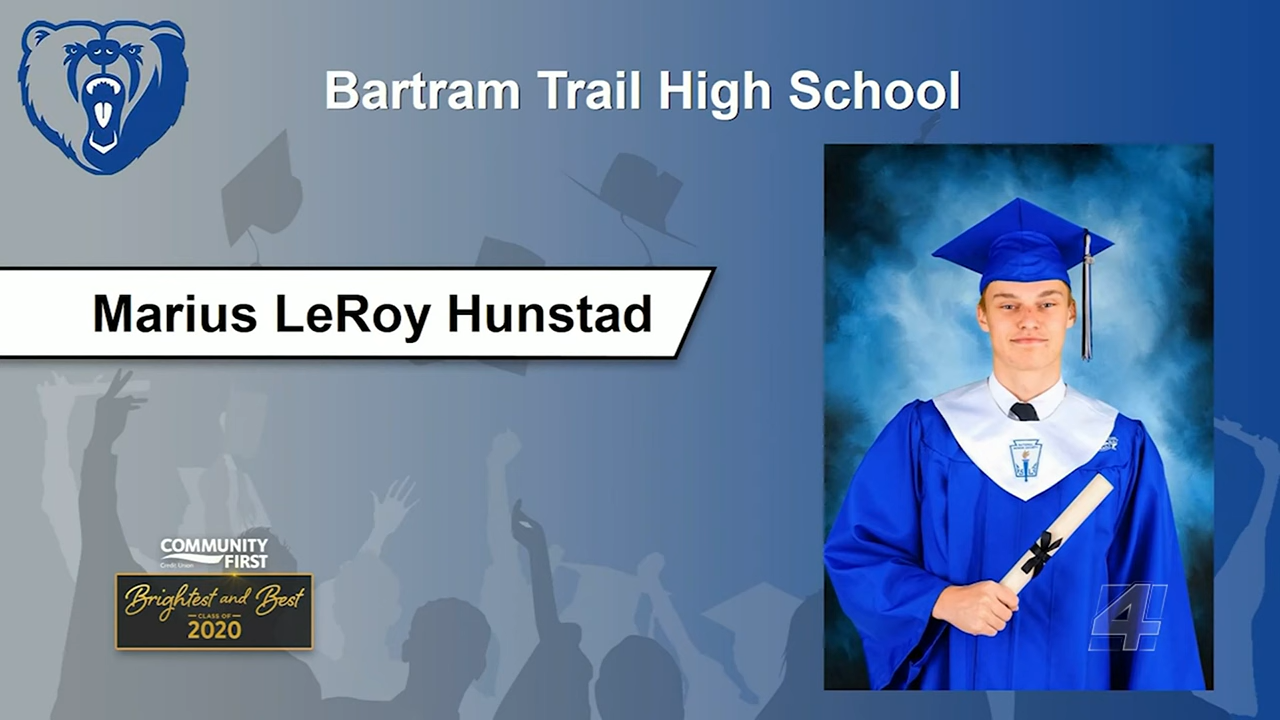 Bartram Trail High School
Marius LeRoy Hunstad
COMMUNITY
FIRST
Credit Union
Brightest and Best
CLASS OF
2020
4